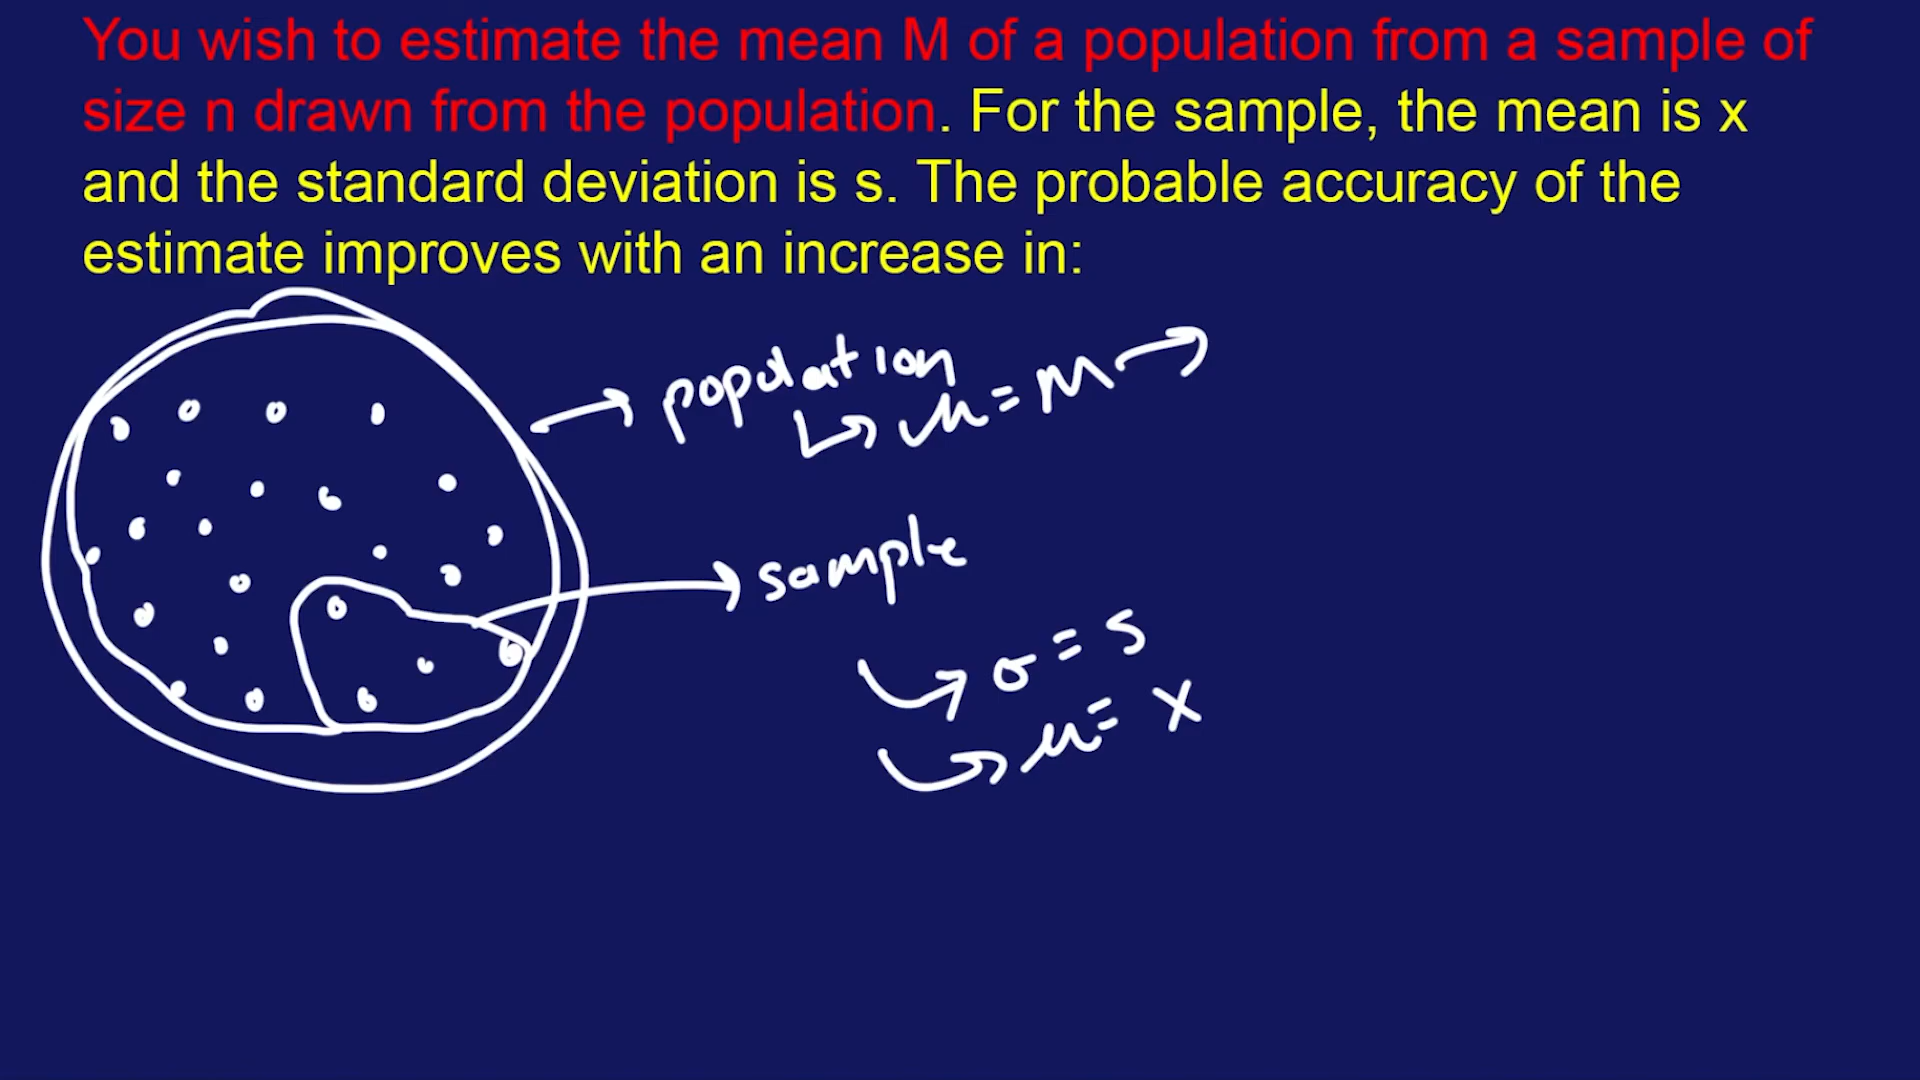 You wish to estimate the mean M of a population from a sample of
size n drawn from the population. For the sample, the mean is x
and the standard deviation is s. The probable accuracy of the
estimate improves with an increase in:
population
μ = M
sample
σ = s
μ = x